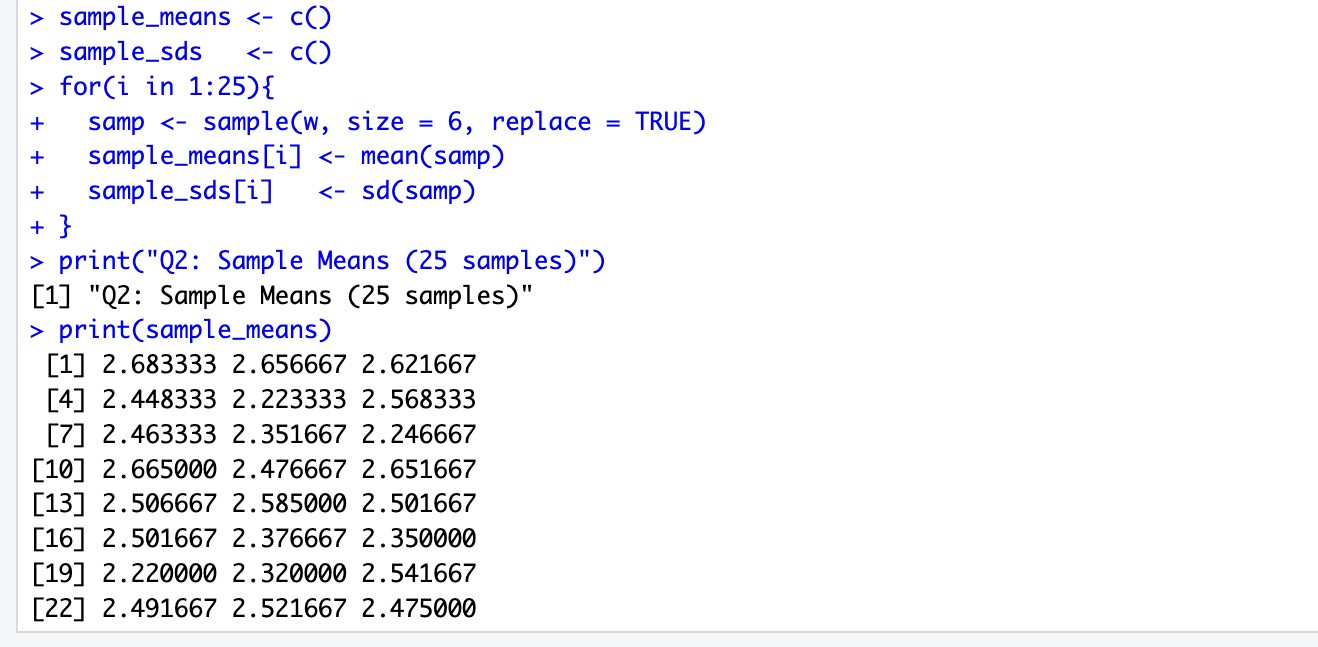 > sample_means <- c()
> sample_sds   <- c()
> for(i in 1:25){
+   samp <- sample(w, size = 6, replace = TRUE)
+   sample_means[i] <- mean(samp)
+   sample_sds[i]   <- sd(samp)
+ }
> print("Q2: Sample Means (25 samples)")
[1] "Q2: Sample Means (25 samples)"
> print(sample_means)
 [1] 2.683333 2.656667 2.621667
 [4] 2.448333 2.223333 2.568333
 [7] 2.463333 2.351667 2.246667
[10] 2.665000 2.476667 2.651667
[13] 2.506667 2.585000 2.501667
[16] 2.501667 2.376667 2.350000
[19] 2.220000 2.320000 2.541667
[22] 2.491667 2.521667 2.475000